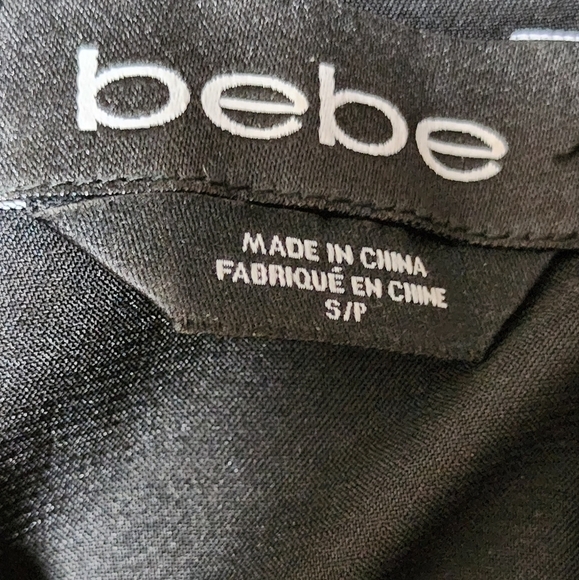 bebe
MADE IN CHINA
FABRIQUÉ EN CHINE
S/P